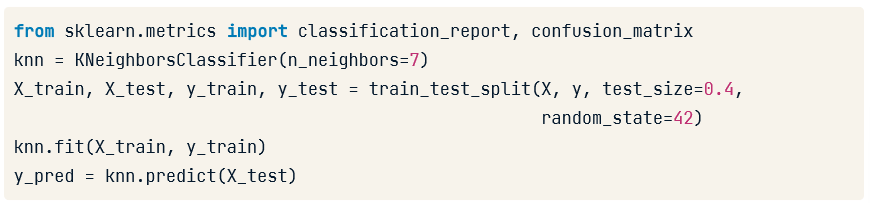 from sklearn.metrics import classification_report, confusion_matrix
knn = KNeighborsClassifier(n_neighbors=7)
X_train, X_test, y_train, y_test = train_test_split(X, y, test_size=0.4,
random_state=42)
knn.fit(X_train, y_train)
y_pred = knn.predict(X_test)